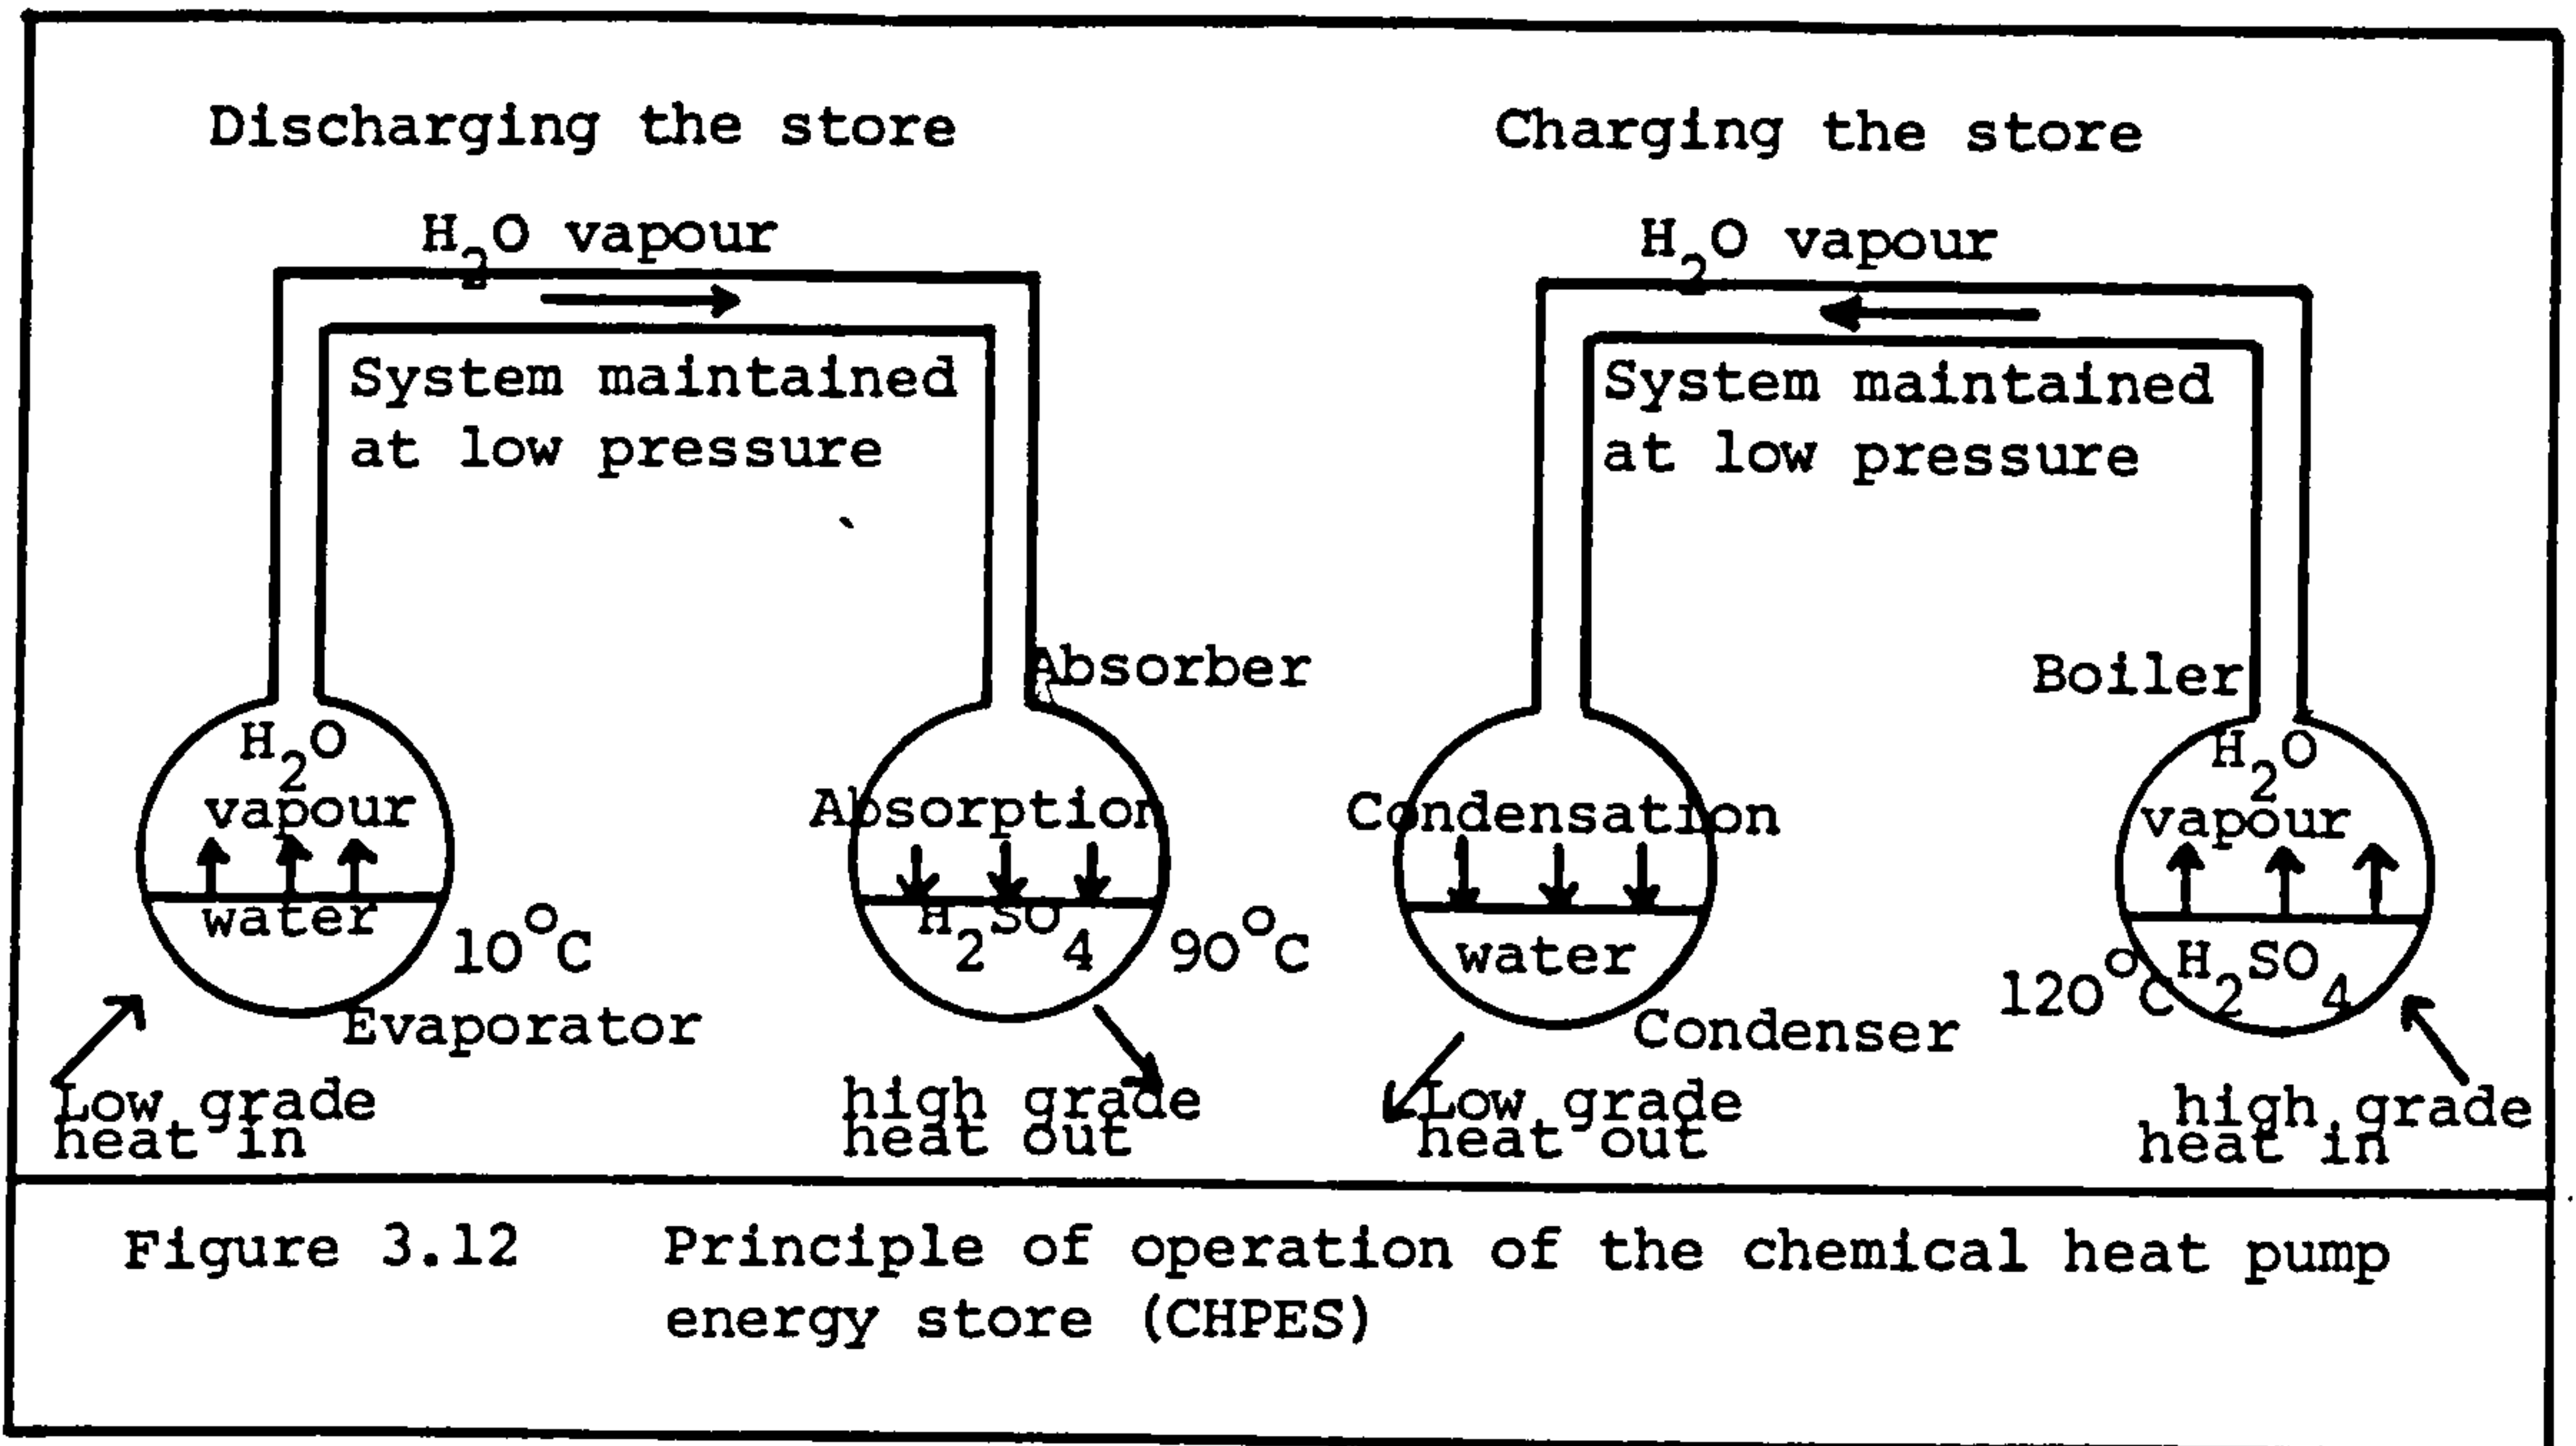 Discharging the store
H2O vapour
System maintained
at low pressure
Absorber
H2O
vapour
water
10°C
Evaporator
Low grade
heat in
Absorption
H2SO4
90°C
high grade
heat out
Charging the store
H2O vapour
System maintained
at low pressure
Boiler
Condensation
water
Condenser
Low grade
heat out
H2O
vapour
H2SO4
120°C
high grade
heat in
Figure 3.12 Principle of operation of the chemical heat pump
energy store (CHPES)